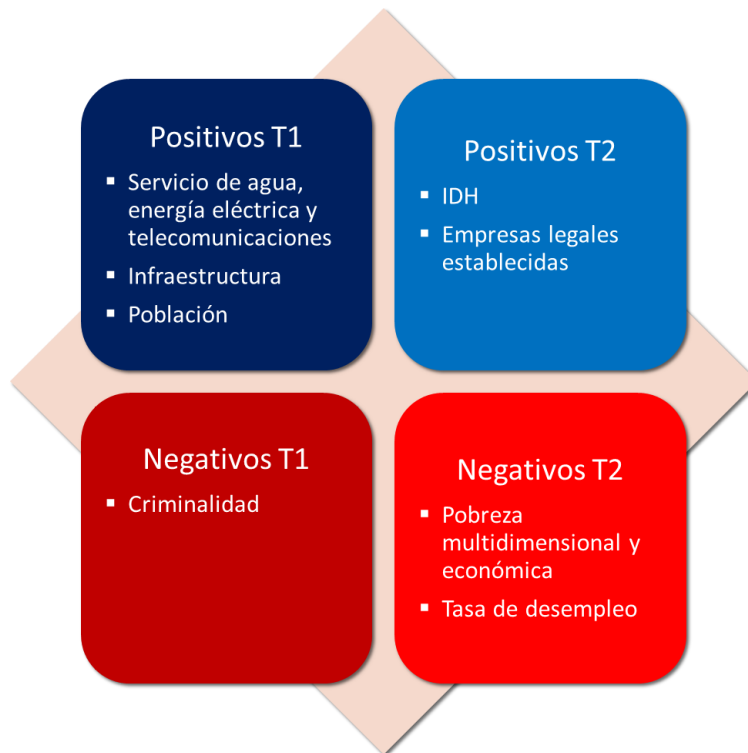 Positivos T1
▪ Servicio de agua,
energía eléctrica y
telecomunicaciones
▪ Infraestructura
▪ Población
Positivos T2
▪ IDH
▪ Empresas legales
establecidas
Negativos T1
▪ Criminalidad
Negativos T2
▪ Pobreza
multidimensional y
económica
▪ Tasa de desempleo